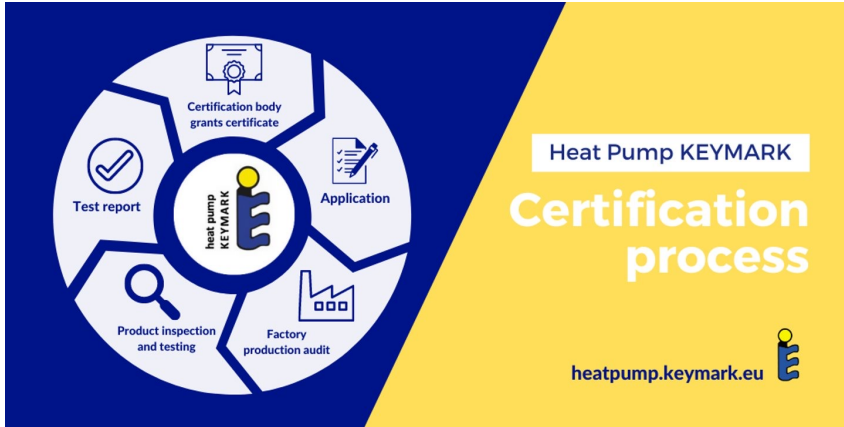 Certification body
grants certificate
Application
Factory
production audit
Product inspection
and testing
Test report
heat pump
KEYMARK
Heat Pump KEYMARK
Certification
process
heatpump.keymark.eu